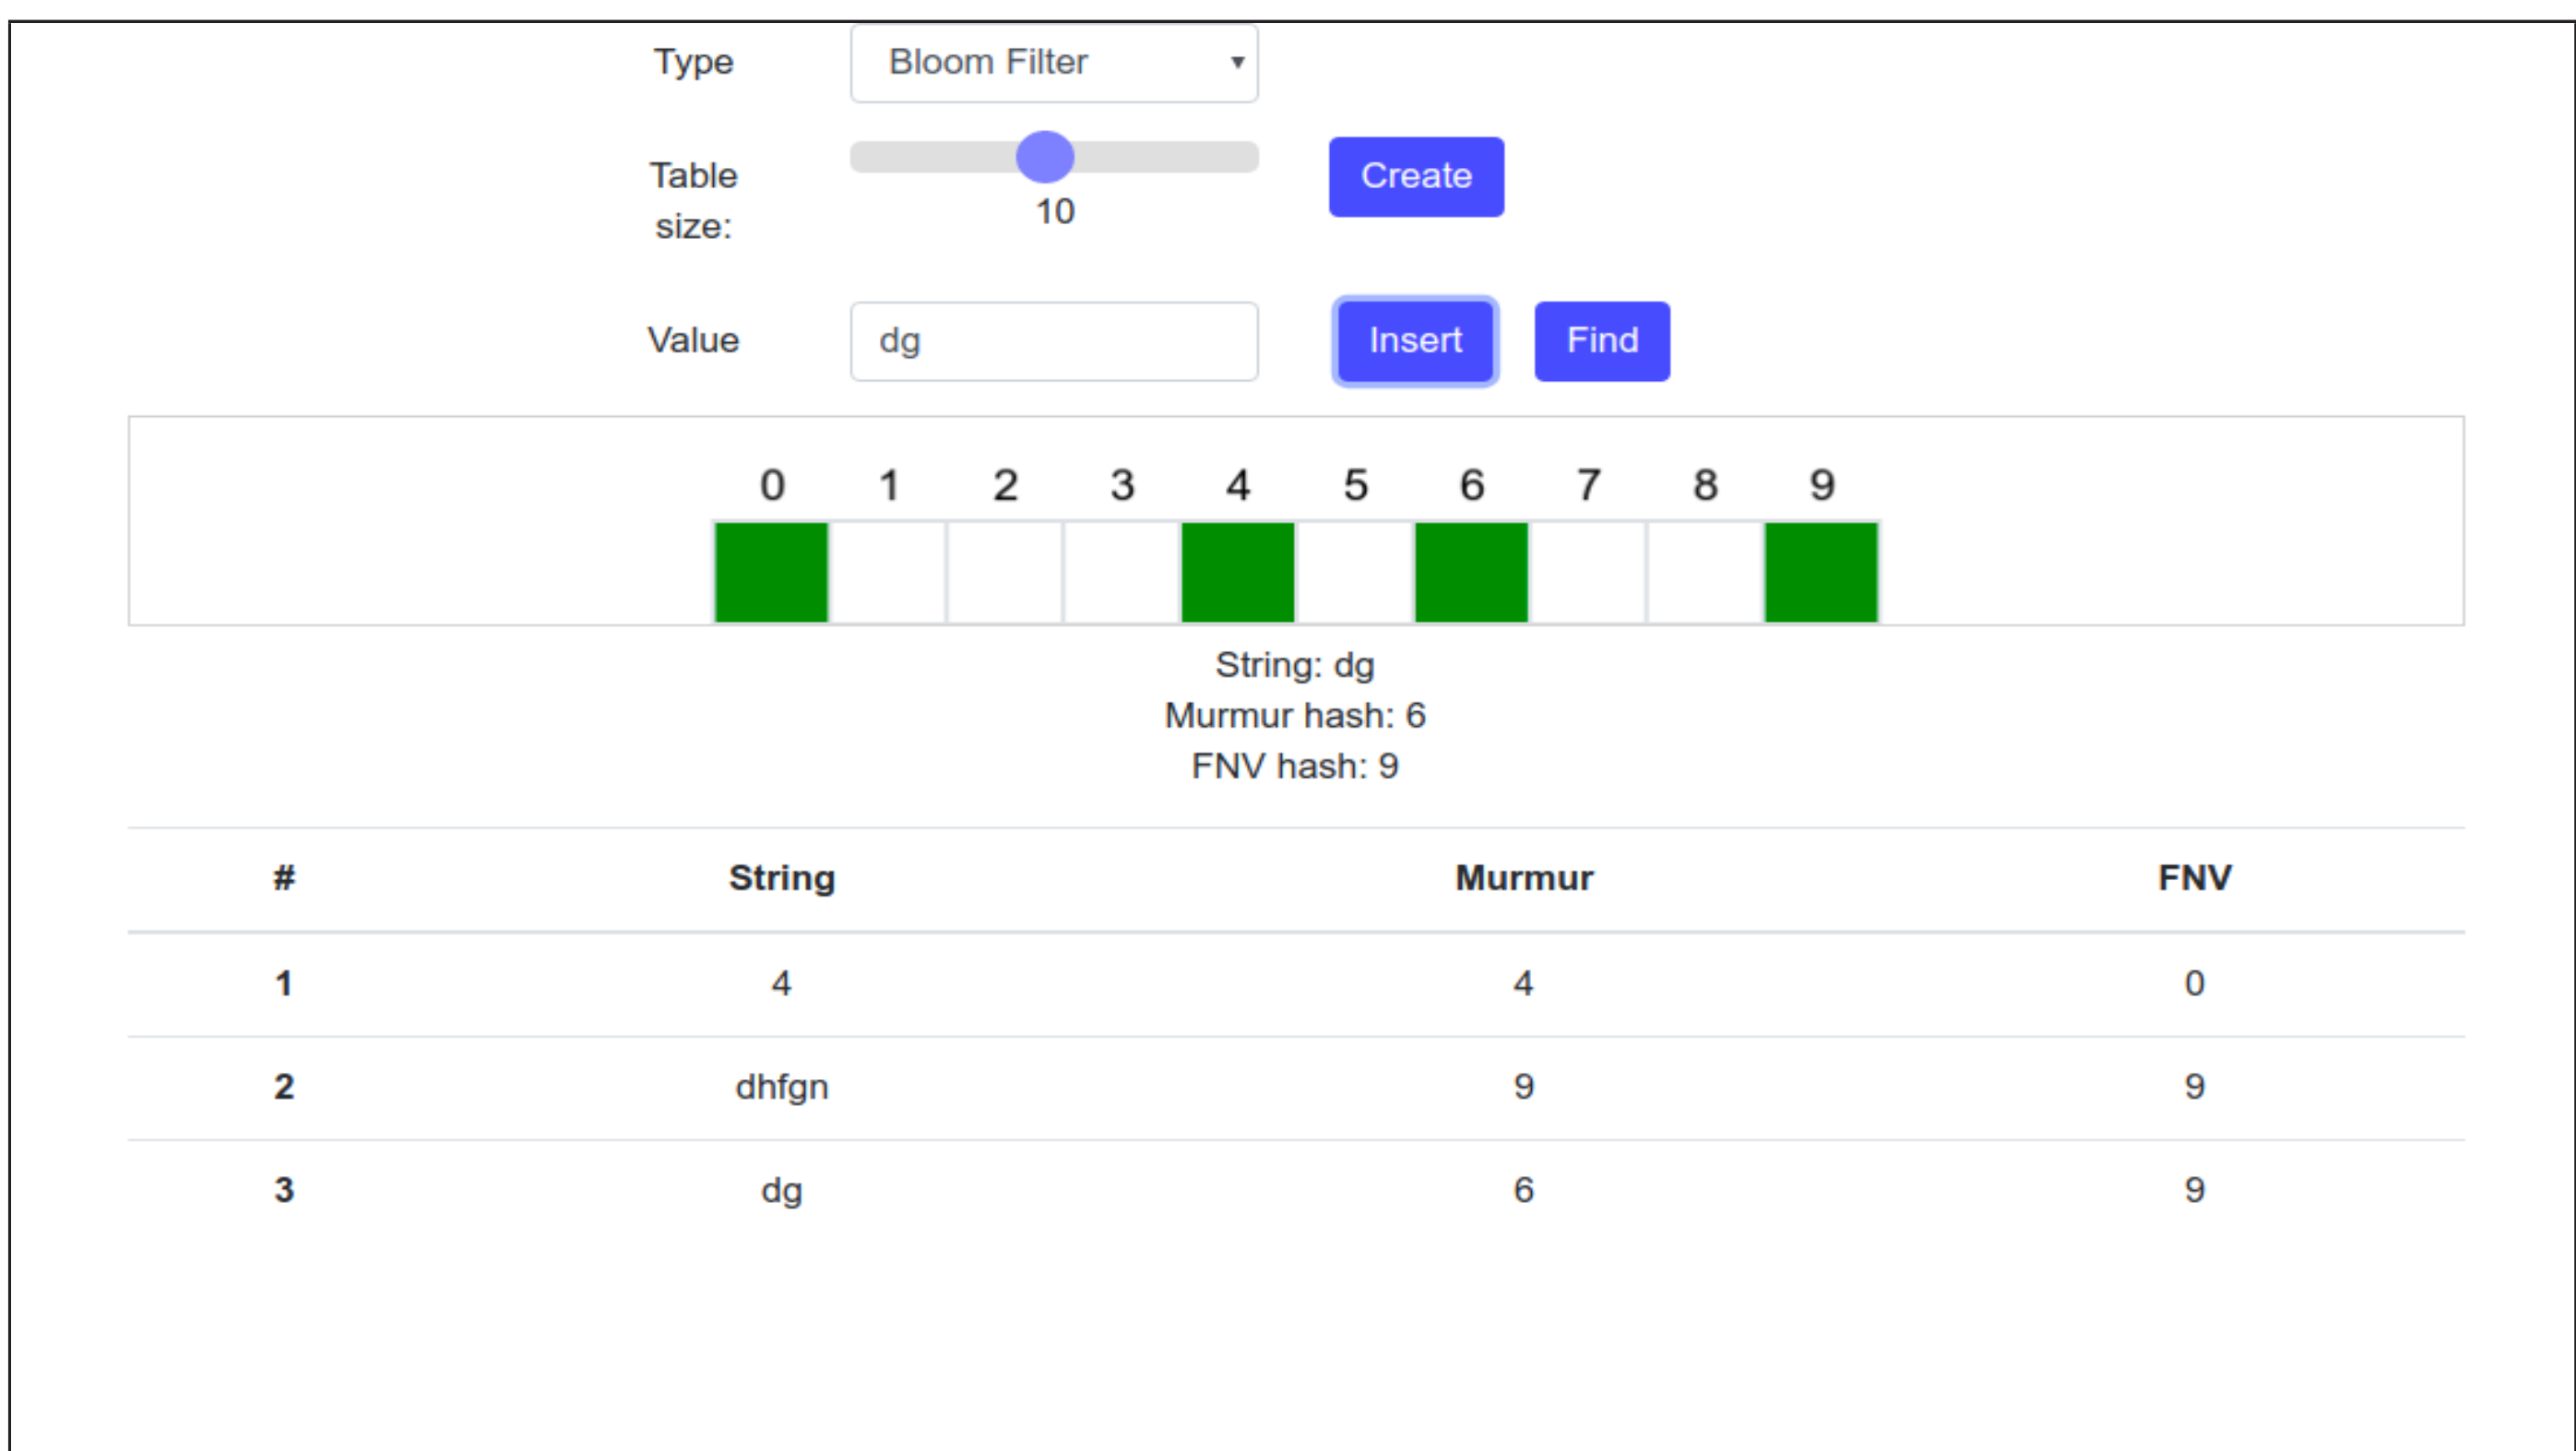 Type Bloom Filter
Table size: 10 Create
Value dg Insert Find
0 1 2 3 4 5 6 7 8 9
String: dg
Murmur hash: 6
FNV hash: 9
# String Murmur FNV
1 4 4 0
2 dhfgn 9 9
3 dg 6 9